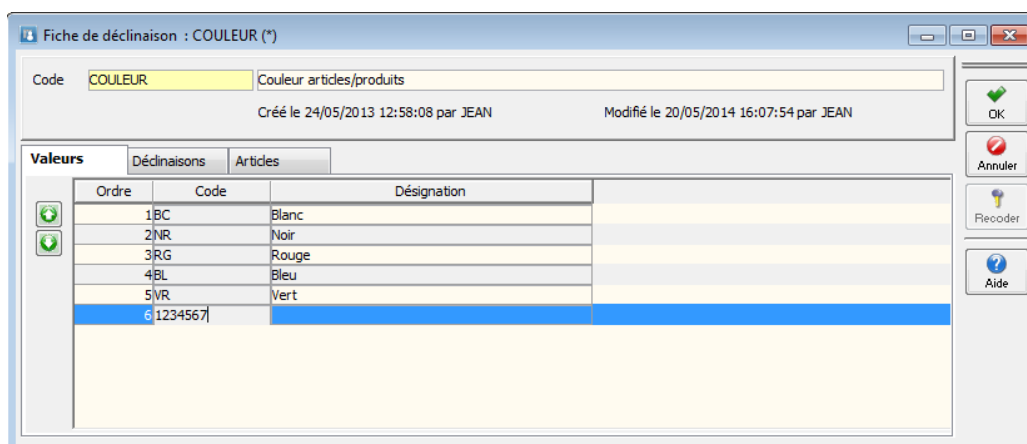 Fiche de déclinaison : COULEUR (*)
Code COULEUR Couleur articles/produits
Créé le 24/05/2013 12:58:08 par JEAN Modifié le 20/05/2014 16:07:54 par JEAN
OK
Annuler
Recoder
Aide
Valeurs Déclinaisons Articles
Ordre Code Désignation
1 BC Blanc
2 NR Noir
3 RG Rouge
4 BL Bleu
5 VR Vert
6 1234567